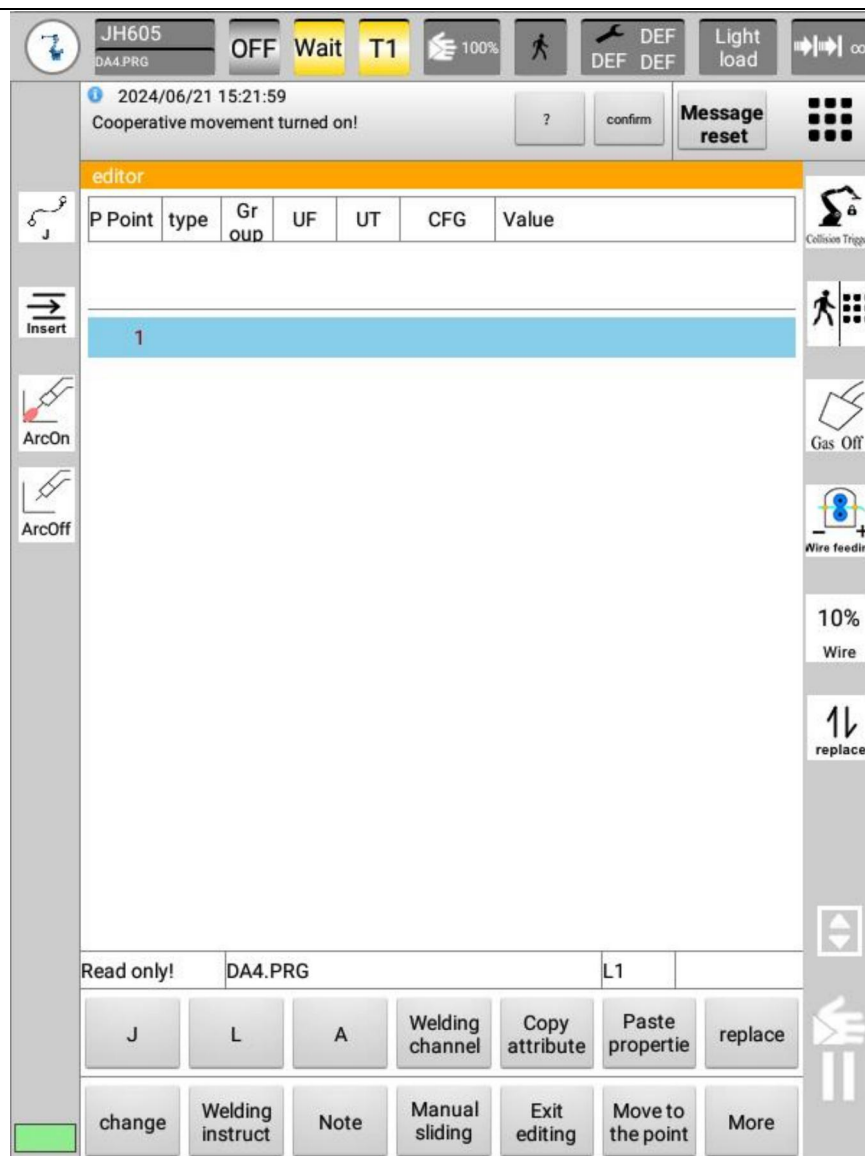 JH605
DA4.PRG
OFF
Wait
T1
100%
DEF
DEF DEF
Light
load
∞
2024/06/21 15:21:59
Cooperative movement turned on!
?
confirm
Message
reset
editor
P Point
type
Gr
oup
UF
UT
CFG
Value
1
J
Insert
ArcOn
ArcOff
Collision Trigg
Gas Off
- +
Wire feedin
10%
Wire
replace
Read only!
DA4.PRG
L1
J
L
A
Welding
channel
Copy
attribute
Paste
propertie
replace
change
Welding
instruct
Note
Manual
sliding
Exit
editing
Move to
the point
More